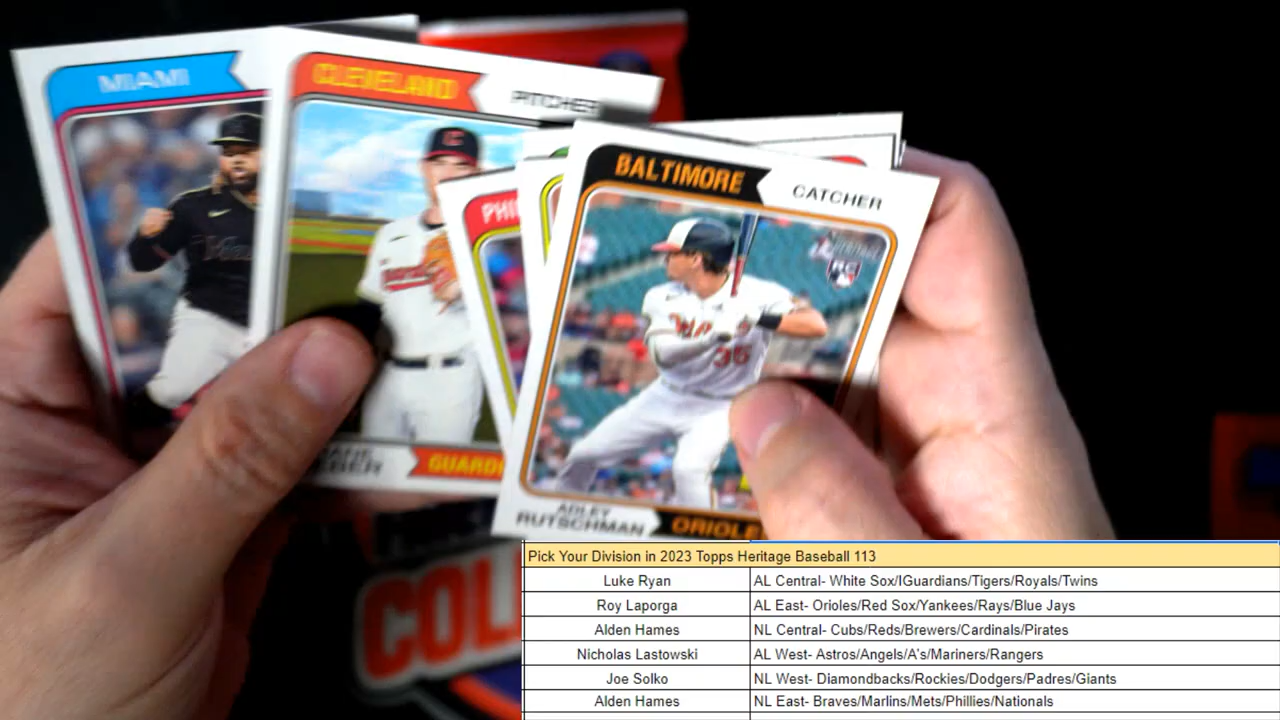 MIAMI
CLEVELAND
PITCHER
PHI
BALTIMORE
CATCHER
RC
35
GUARDI
ADLEY
RUTSCHMAN
ORIOLE
COL
Pick Your Division in 2023 Topps Heritage Baseball 113
Luke Ryan AL Central- White Sox/IGuardians/Tigers/Royals/Twins
Roy Laporga AL East- Orioles/Red Sox/Yankees/Rays/Blue Jays
Alden Hames NL Central- Cubs/Reds/Brewers/Cardinals/Pirates
Nicholas Lastowski AL West- Astros/Angels/A's/Mariners/Rangers
Joe Solko NL West- Diamondbacks/Rockies/Dodgers/Padres/Giants
Alden Hames NL East- Braves/Marlins/Mets/Phillies/Nationals